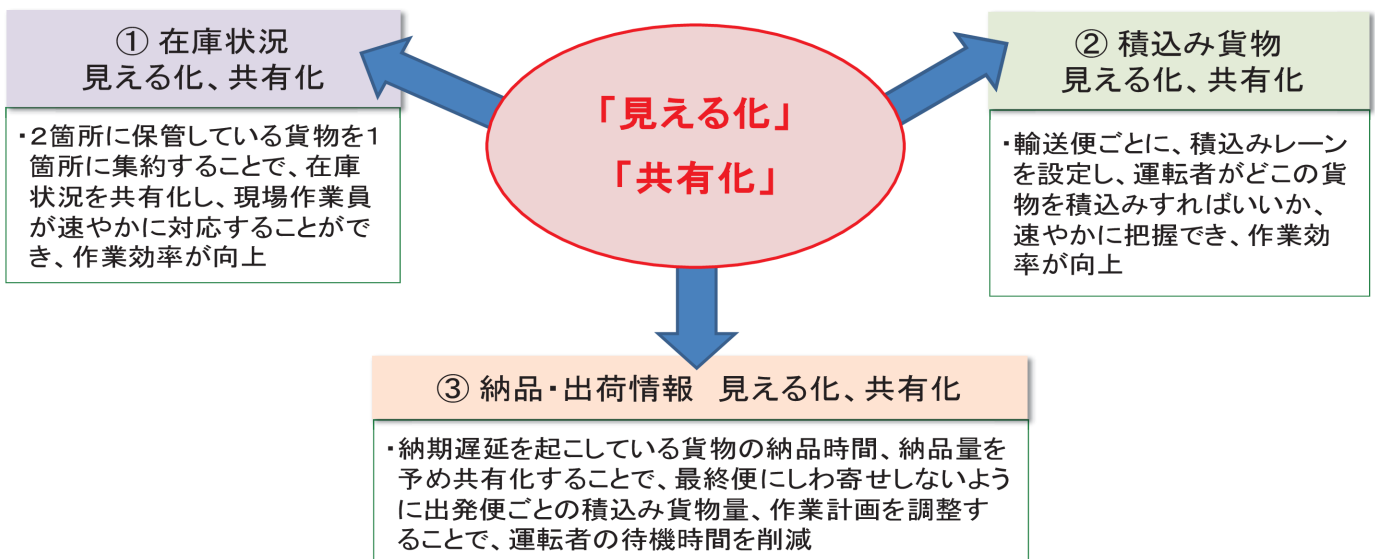 ① 在庫状況
見える化、共有化
・２箇所に保管している貨物を１
箇所に集約することで、在庫
状況を共有化し、現場作業員
が速やかに対応することがで
き、作業効率が向上
「見える化」
「共有化」
② 積込み貨物
見える化、共有化
・輸送便ごとに、積込みレーン
を設定し、運転者がどこの貨
物を積込みすればいいか、
速やかに把握でき、作業効
率が向上
③ 納品・出荷情報　見える化、共有化
・納期遅延を起こしている貨物の納品時間、納品量を
予め共有化することで、最終便にしわ寄せしないよう
に出発便ごとの積込み貨物量、作業計画を調整す
ることで、運転者の待機時間を削減